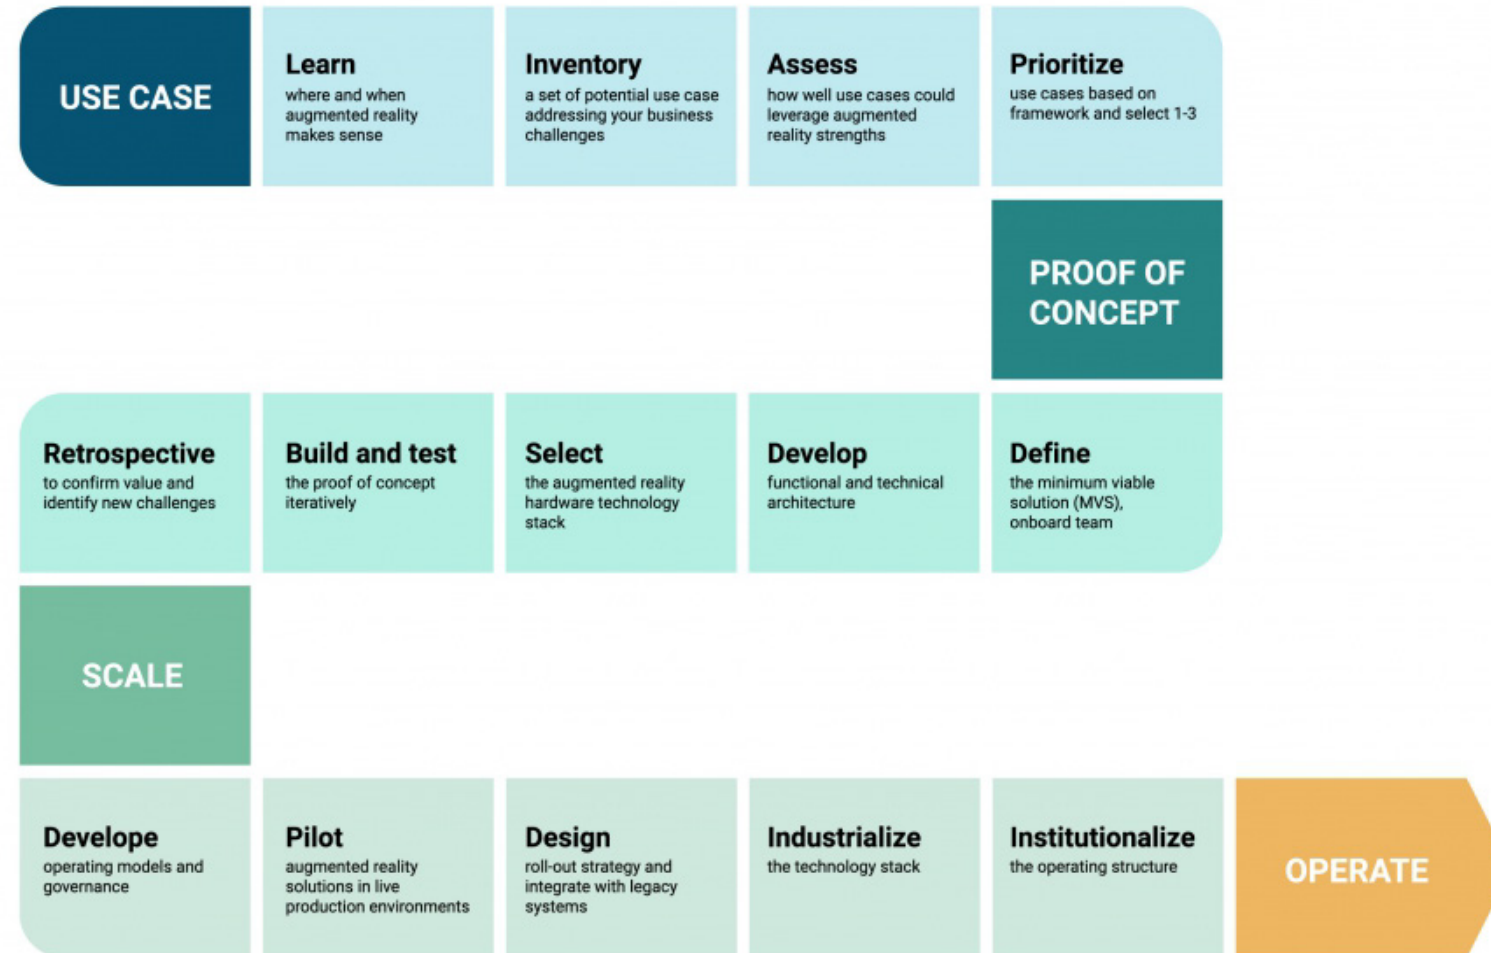 USE CASE
Learn
where and when
augmented reality
makes sense
Inventory
a set of potential use case
addressing your business
challenges
Assess
how well use cases could
leverage augmented
reality strengths
Prioritize
use cases based on
framework and select 1-3
PROOF OF
CONCEPT
Retrospective
to confirm value and
identify new challenges
Build and test
the proof of concept
iteratively
Select
the augmented reality
hardware technology
stack
Develop
functional and technical
architecture
Define
the minimum viable
solution (MVS),
onboard team
SCALE
Develope
operating models and
governance
Pilot
augmented reality
solutions in live
production environments
Design
roll-out strategy and
integrate with legacy
systems
Industrialize
the technology stack
Institutionalize
the operating structure
OPERATE